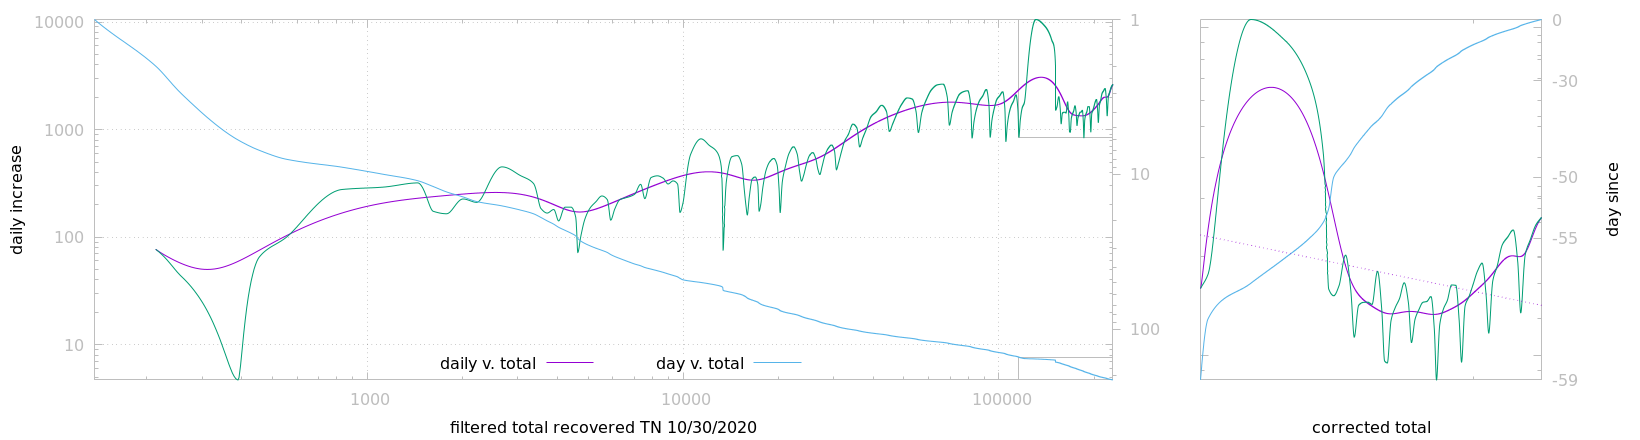 10000
1000
100
10
daily increase
1
10
100
daily v. total
day v. total
1000
10000
100000
filtered total recovered TN 10/30/2020
0
-30
-50
-55
-59
day since
corrected total